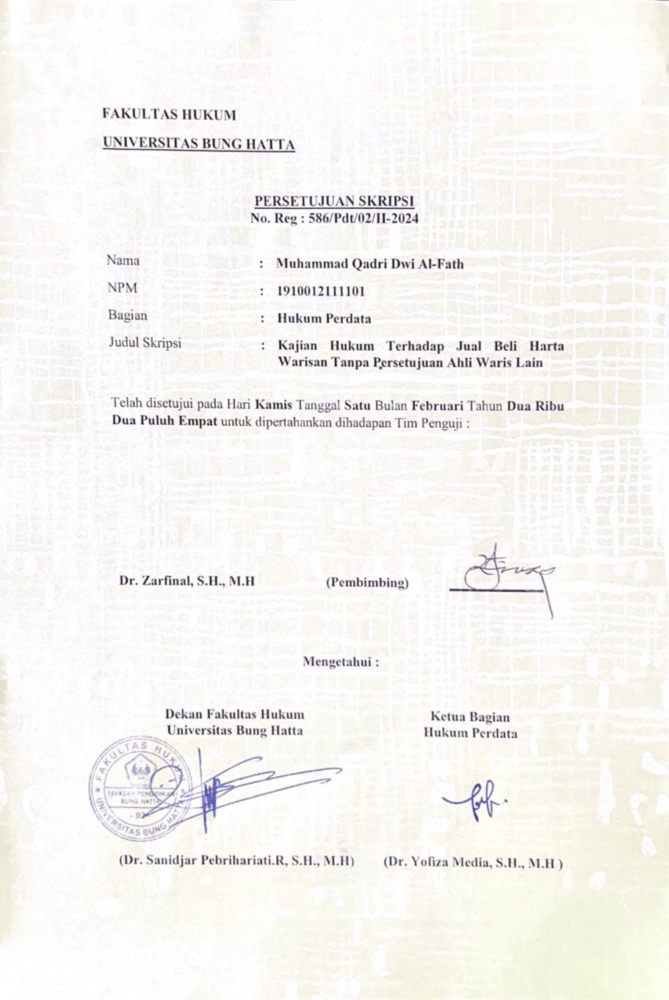 FAKULTAS HUKUM
UNIVERSITAS BUNG HATTA
PERSETUJUAN SKRIPSI
No. Reg : 586/Pdt/02/II-2024
Nama : Muhammad Qadri Dwi Al-Fath
NPM : 1910012111101
Bagian : Hukum Perdata
Judul Skripsi : Kajian Hukum Terhadap Jual Beli Harta
Warisan Tanpa Persetujuan Ahli Waris Lain
Telah disetujui pada Hari Kamis Tanggal Satu Bulan Februari Tahun Dua Ribu
Dua Puluh Empat untuk dipertahankan dihadapan Tim Penguji :
Dr. Zarfinal, S.H., M.H (Pembimbing)
Mengetahui :
Dekan Fakultas Hukum
Universitas Bung Hatta
Ketua Bagian
Hukum Perdata
FAKULTAS HUKUM
YAYASAN PENDIDIKAN
BUNG HATTA
- 02
UNIVERSITAS BUNG HATTA
(Dr. Sanidjar Pebrihariati.R, S.H., M.H)
(Dr. Yofiza Media, S.H., M.H )